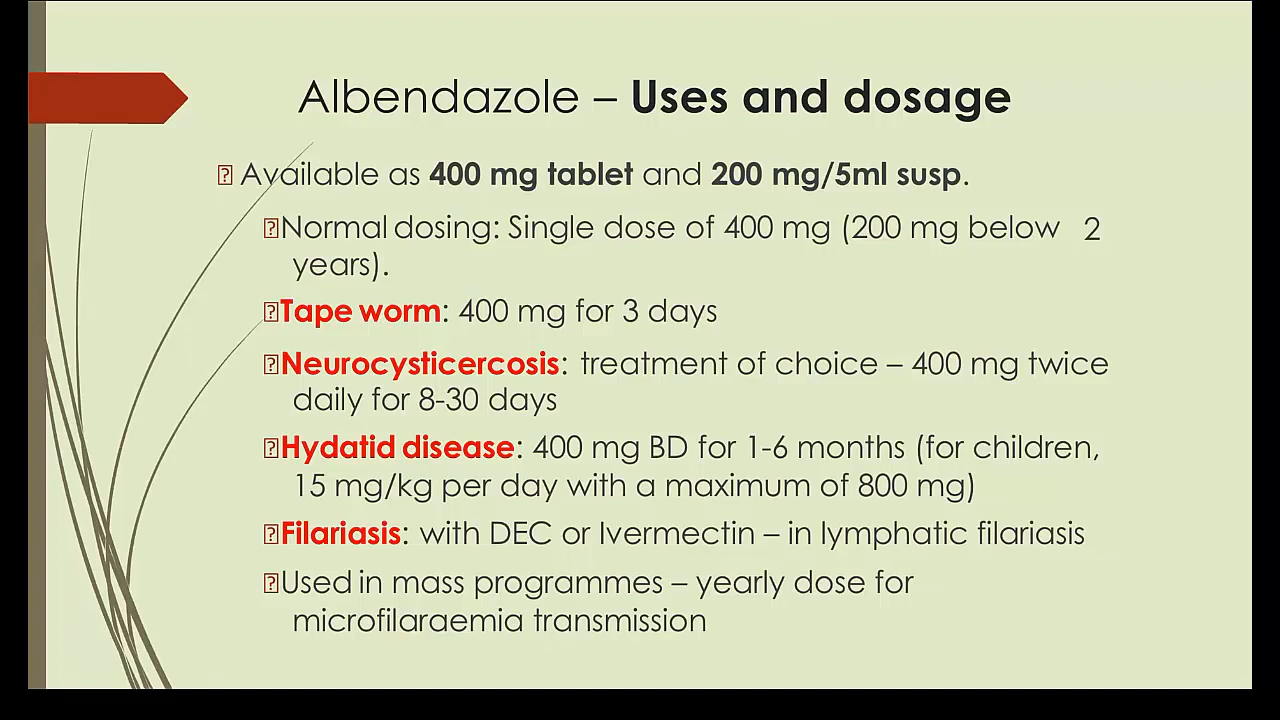 Albendazole – Uses and dosage
Available as 400 mg tablet and 200 mg/5ml susp.
Normal dosing: Single dose of 400 mg (200 mg below 2
years).
Tape worm: 400 mg for 3 days
Neurocysticercosis: treatment of choice – 400 mg twice
daily for 8-30 days
Hydatid disease: 400 mg BD for 1-6 months (for children,
15 mg/kg per day with a maximum of 800 mg)
Filariasis: with DEC or Ivermectin – in lymphatic filariasis
Used in mass programmes – yearly dose for
microfilaraemia transmission